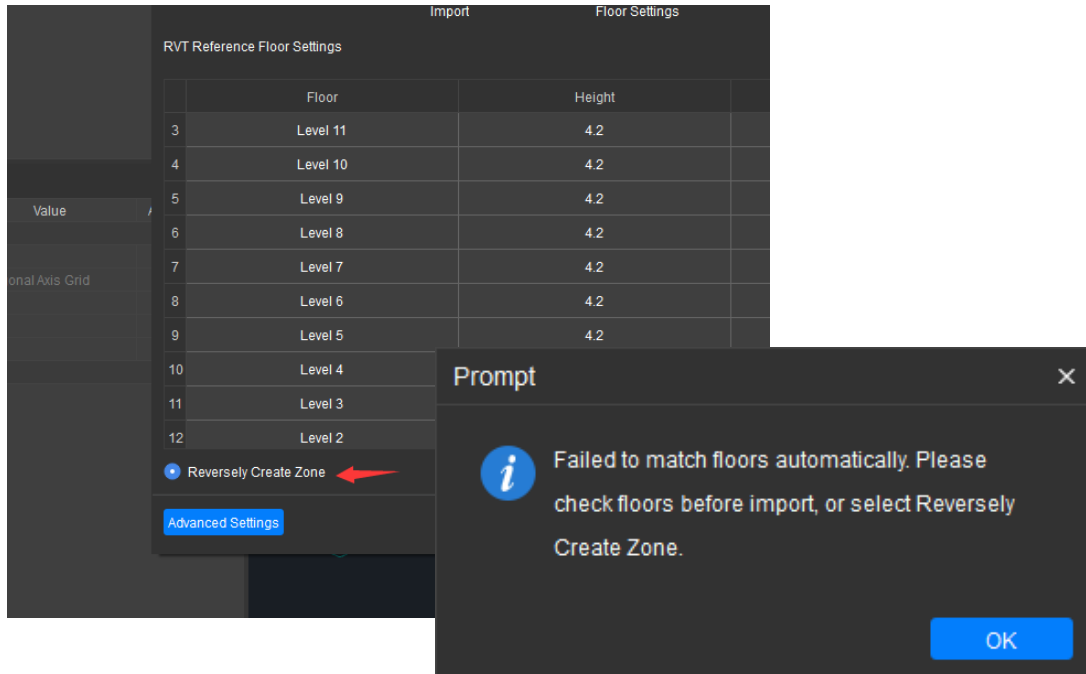 Import Floor Settings
RVT Reference Floor Settings
Floor Height
3 Level 11 4.2
4 Level 10 4.2
5 Level 9 4.2
Value
6 Level 8 4.2
7 Level 7 4.2
onal Axis Grid
8 Level 6 4.2
9 Level 5 4.2
10 Level 4
11 Level 3
12 Level 2
Reversely Create Zone
Advanced Settings
Prompt
Failed to match floors automatically. Please
check floors before import, or select Reversely
Create Zone.
OK